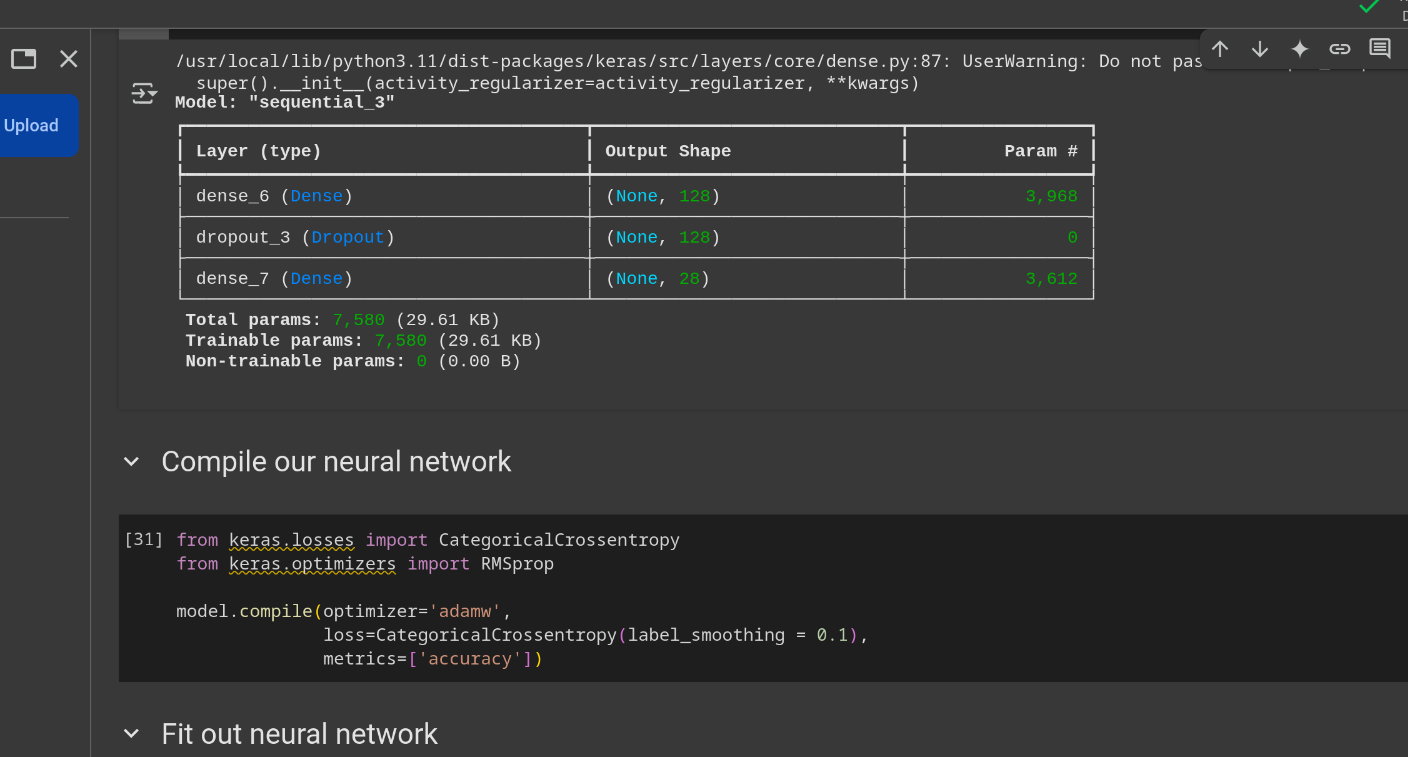 /usr/local/lib/python3.11/dist-packages/keras/src/layers/core/dense.py:87: UserWarning: Do not
super().__init__(activity_regularizer=activity_regularizer, **kwargs)
Model: "sequential_3"
Upload
Layer (type) Output Shape Param #
dense_6 (Dense) (None, 128) 3,968
dropout_3 (Dropout) (None, 128) 0
dense_7 (Dense) (None, 28) 3,612
Total params: 7,580 (29.61 KB)
Trainable params: 7,580 (29.61 KB)
Non-trainable params: 0 (0.00 B)
Compile our neural network
[31] from keras.losses import CategoricalCrossentropy
from keras.optimizers import RMSprop
model.compile(optimizer='adamw',
loss=CategoricalCrossentropy(label_smoothing = 0.1),
metrics=['accuracy'])
Fit out neural network